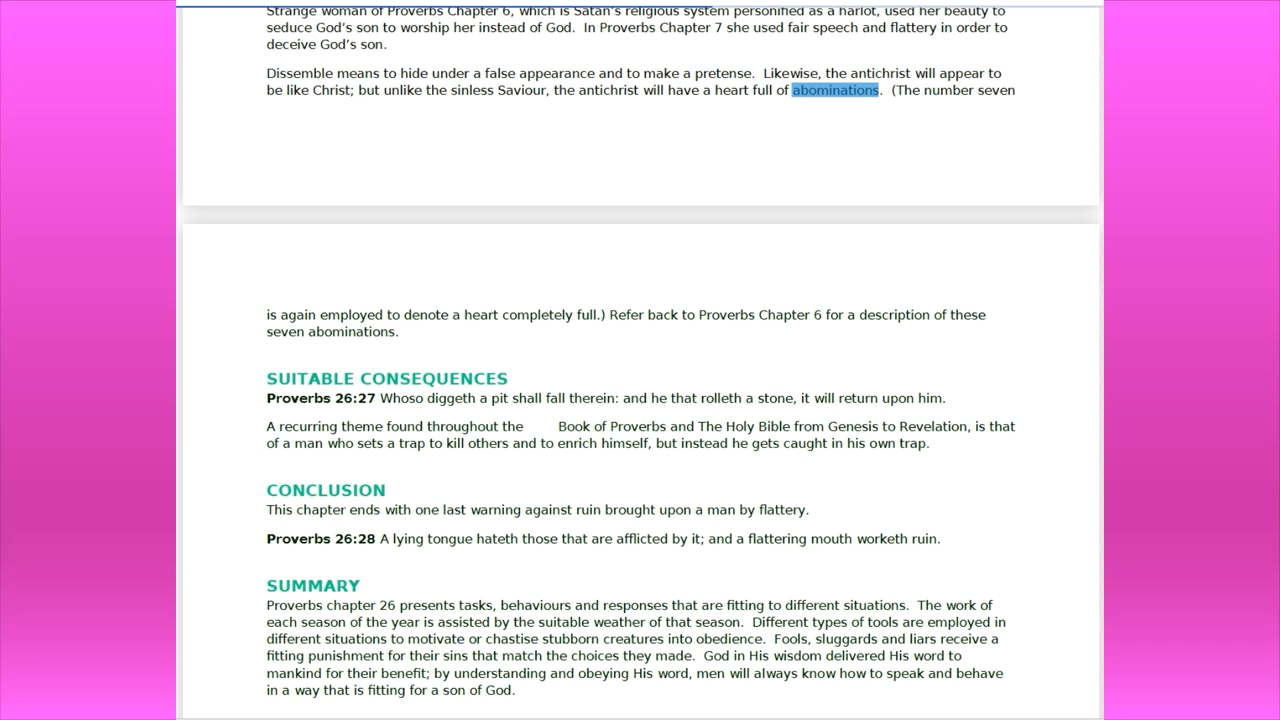 Strange woman of Proverbs Chapter 6, which is Satan's religious system personified as a harlot, used her beauty to
seduce God's son to worship her instead of God.  In Proverbs Chapter 7 she used fair speech and flattery in order to
deceive God's son.
Dissemble means to hide under a false appearance and to make a pretense.  Likewise, the antichrist will appear to
be like Christ; but unlike the sinless Saviour, the antichrist will have a heart full of abominations.  (The number seven
is again employed to denote a heart completely full.) Refer back to Proverbs Chapter 6 for a description of these
seven abominations.
SUITABLE CONSEQUENCES
Proverbs 26:27 Whoso diggeth a pit shall fall therein: and he that rolleth a stone, it will return upon him.
A recurring theme found throughout the Book of Proverbs and The Holy Bible from Genesis to Revelation, is that
of a man who sets a trap to kill others and to enrich himself, but instead he gets caught in his own trap.
CONCLUSION
This chapter ends with one last warning against ruin brought upon a man by flattery.
Proverbs 26:28 A lying tongue hateth those that are afflicted by it; and a flattering mouth worketh ruin.
SUMMARY
Proverbs chapter 26 presents tasks, behaviours and responses that are fitting to different situations.  The work of
each season of the year is assisted by the suitable weather of that season.  Different types of tools are employed in
different situations to motivate or chastise stubborn creatures into obedience.  Fools, sluggards and liars receive a
fitting punishment for their sins that match the choices they made.  God in His wisdom delivered His word to
mankind for their benefit; by understanding and obeying His word, men will always know how to speak and behave
in a way that is fitting for a son of God.